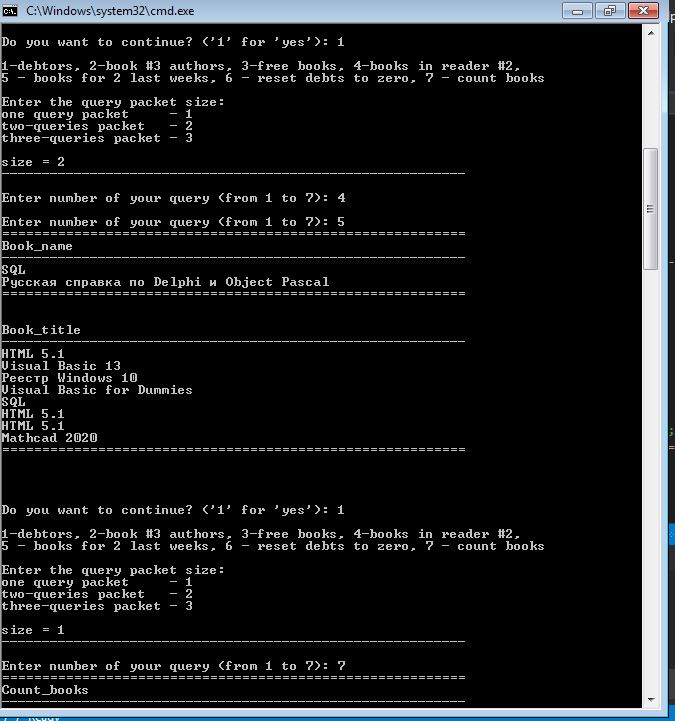 C:\Windows\system32\cmd.exe
Do you want to continue? ('1' for 'yes'): 1
1-debtors, 2-book #3 authors, 3-free books, 4-books in reader #2,
5 - books for 2 last weeks, 6 - reset debts to zero, 7 - count books
Enter the query packet size:
one query packet - 1
two-queries packet - 2
three-queries packet - 3
size = 2
----------------------------------------------------------
Enter number of your query (from 1 to 7): 4
Enter number of your query (from 1 to 7): 5
==========================================================
Book_name
----------------------------------------------------------
SQL
Русская справка по Delphi и Object Pascal
==========================================================
Book_title
----------------------------------------------------------
HTML 5.1
Visual Basic 13
Реестр Windows 10
Visual Basic for Dummies
SQL
HTML 5.1
HTML 5.1
Mathcad 2020
==========================================================
Do you want to continue? ('1' for 'yes'): 1
1-debtors, 2-book #3 authors, 3-free books, 4-books in reader #2,
5 - books for 2 last weeks, 6 - reset debts to zero, 7 - count books
Enter the query packet size:
one query packet - 1
two-queries packet - 2
three-queries packet - 3
size = 1
----------------------------------------------------------
Enter number of your query (from 1 to 7): 7
==========================================================
Count_books
----------------------------------------------------------